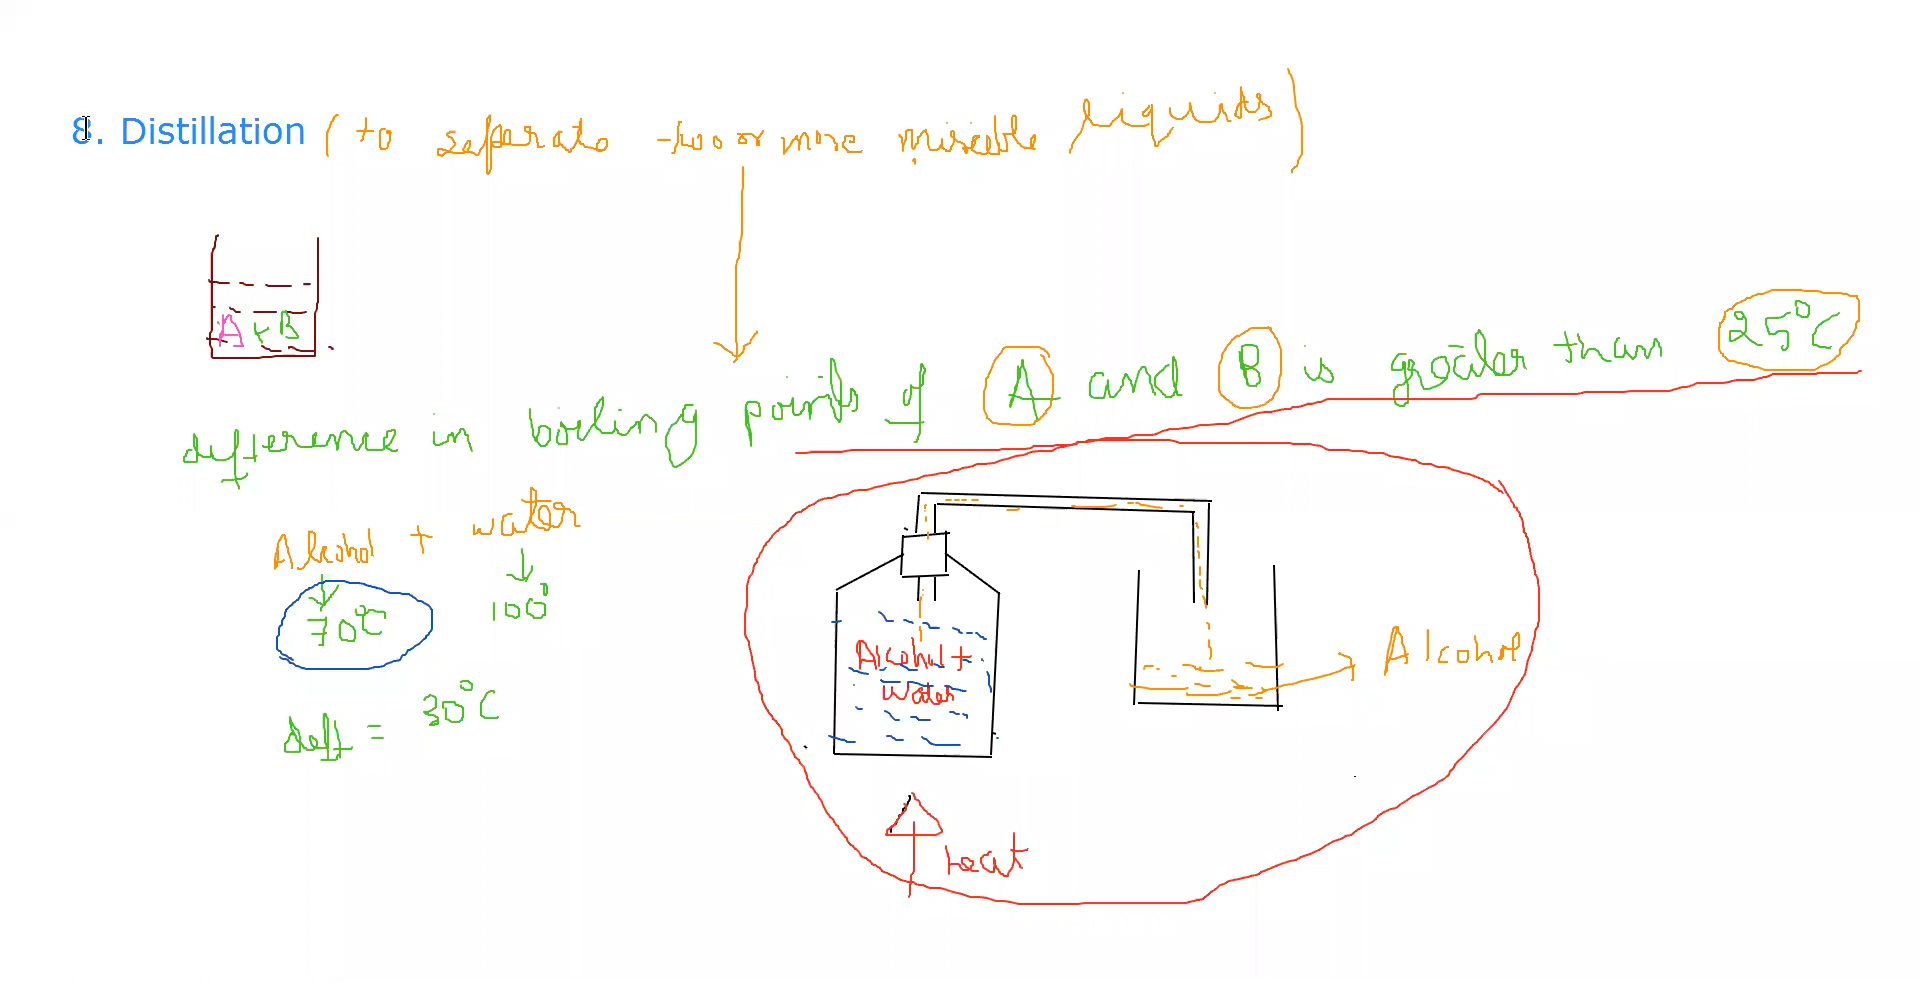 8. Distillation (to seperate two or more miscible liquids)
A + B
difference in boiling points of A and B is greater than 25°C
Alcohol + water
70°C 100°
diff = 30°C
Alcohol +
Water
Alcohol
Heat